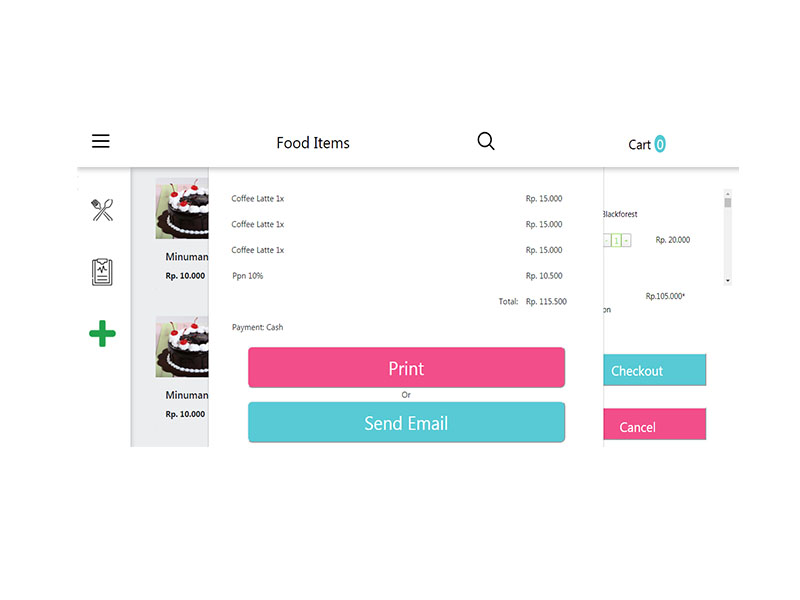 Food Items
Cart 0
Minuman
Rp. 10.000
Minuman
Rp. 10.000
Coffee Latte 1x Rp. 15.000
Coffee Latte 1x Rp. 15.000
Coffee Latte 1x Rp. 15.000
Ppn 10% Rp. 10.500
Total: Rp. 115.500
Payment: Cash
Print
Or
Send Email
Blackforest
- 1 - Rp. 20.000
Rp.105.000*
on
Checkout
Cancel